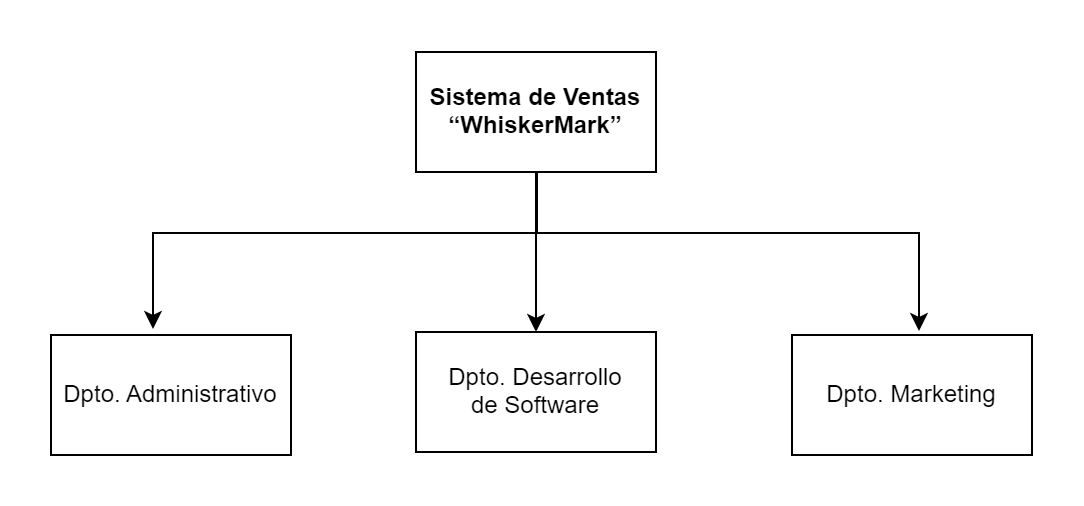 Sistema de Ventas
“WhiskerMark”
Dpto. Administrativo
Dpto. Desarrollo
de Software
Dpto. Marketing